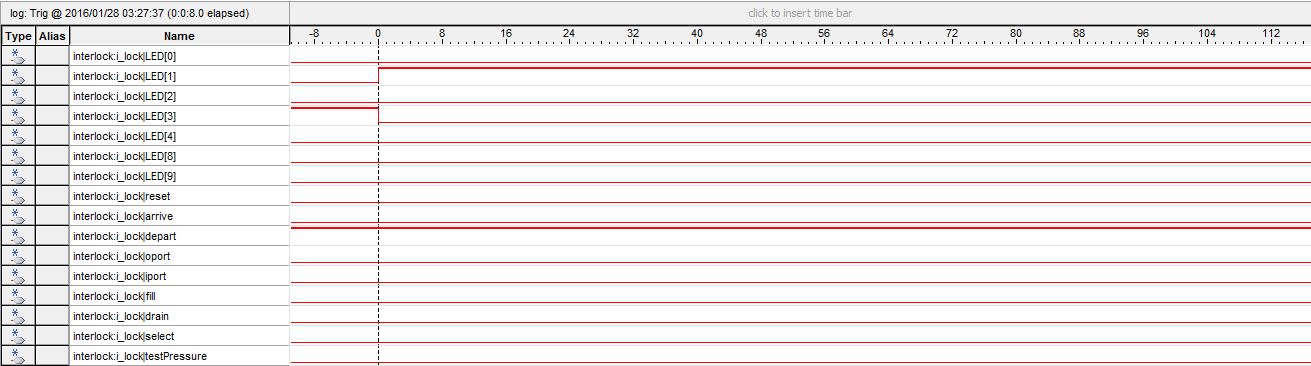 log: Trig @ 2016/01/28 03:27:37 (0:0:8.0 elapsed) click to insert time bar
Type Alias Name -8 0 8 16 24 32 40 48 56 64 72 80 88 96 104 112
interlock:i_lock|LED[0]
interlock:i_lock|LED[1]
interlock:i_lock|LED[2]
interlock:i_lock|LED[3]
interlock:i_lock|LED[4]
interlock:i_lock|LED[8]
interlock:i_lock|LED[9]
interlock:i_lock|reset
interlock:i_lock|arrive
interlock:i_lock|depart
interlock:i_lock|oport
interlock:i_lock|iport
interlock:i_lock|fill
interlock:i_lock|drain
interlock:i_lock|select
interlock:i_lock|testPressure